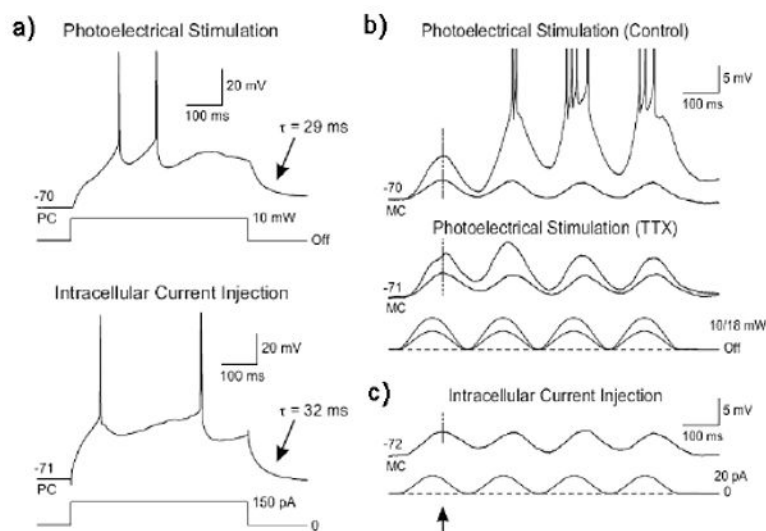 a)
Photoelectrical Stimulation
20 mV
100 ms
τ = 29 ms
-70
PC
10 mW
Off
Intracellular Current Injection
20 mV
100 ms
τ = 32 ms
-71
PC
150 pA
0
b)
Photoelectrical Stimulation (Control)
5 mV
100 ms
-70
MC
Photoelectrical Stimulation (TTX)
-71
MC
10/18 mW
Off
c)
Intracellular Current Injection
5 mV
100 ms
-72
MC
20 pA
0